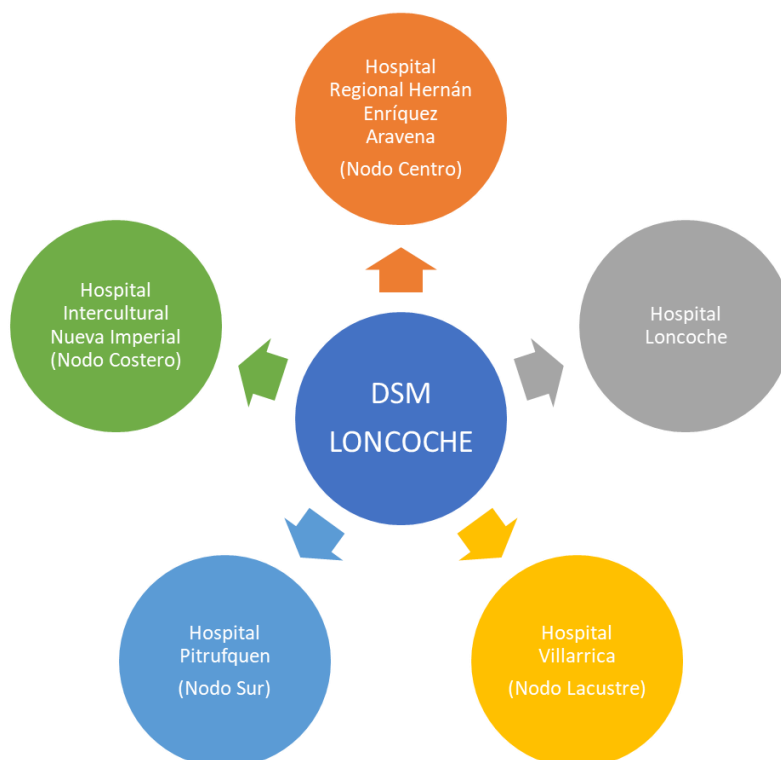 Hospital
Regional Hernán
Enríquez
Aravena
(Nodo Centro)
Hospital
Intercultural
Nueva Imperial
(Nodo Costero)
Hospital
Loncoche
DSM
LONCOCHE
Hospital
Pitrufquen
(Nodo Sur)
Hospital
Villarrica
(Nodo Lacustre)